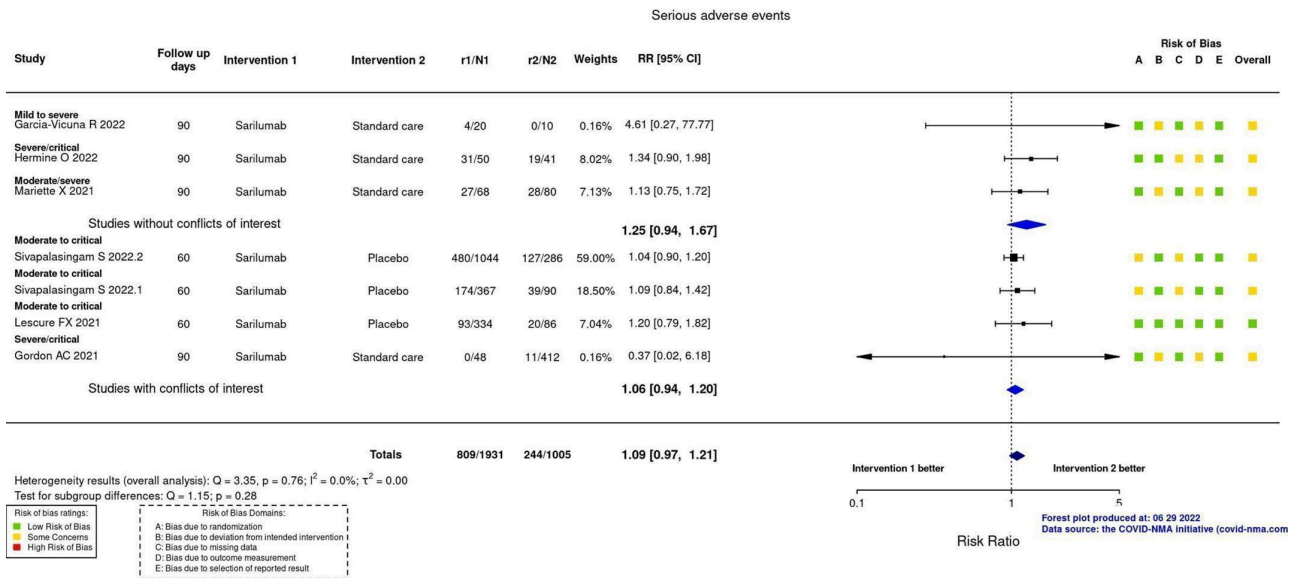 Serious adverse events
Risk of Bias
Study Follow up days Intervention 1 Intervention 2 r1/N1 r2/N2 Weights RR [95% CI] A B C D E Overall
Mild to severe
Garcia-Vicuna R 2022 90 Sarilumab Standard care 4/20 0/10 0.16% 4.61 [0.27, 77.77]
Severe/critical
Hermine O 2022 90 Sarilumab Standard care 31/50 19/41 8.02% 1.34 [0.90, 1.98]
Moderate/severe
Mariette X 2021 90 Sarilumab Standard care 27/68 28/80 7.13% 1.13 [0.75, 1.72]
Studies without conflicts of interest 1.25 [0.94, 1.67]
Moderate to critical
Sivapalasingam S 2022.2 60 Sarilumab Placebo 480/1044 127/286 59.00% 1.04 [0.90, 1.20]
Moderate to critical
Sivapalasingam S 2022.1 60 Sarilumab Placebo 174/367 39/90 18.50% 1.09 [0.84, 1.42]
Moderate to critical
Lescure FX 2021 60 Sarilumab Placebo 93/334 20/86 7.04% 1.20 [0.79, 1.82]
Severe/critical
Gordon AC 2021 90 Sarilumab Standard care 0/48 11/412 0.16% 0.37 [0.02, 6.18]
Studies with conflicts of interest 1.06 [0.94, 1.20]
Totals 809/1931 244/1005 1.09 [0.97, 1.21]
Intervention 1 better Intervention 2 better
Heterogeneity results (overall analysis): Q = 3.35, p = 0.76; I² = 0.0%; τ² = 0.00
Test for subgroup differences: Q = 1.15; p = 0.28
0.1 1 5
Risk Ratio
Risk of bias ratings:
Low Risk of Bias
Some Concerns
High Risk of Bias
Risk of Bias Domains:
A: Bias due to randomization
B: Bias due to deviation from intended intervention
C: Bias due to missing data
D: Bias due to outcome measurement
E: Bias due to selection of reported result
Forest plot produced at: 06 29 2022
Data source: the COVID-NMA initiative (covid-nma.com